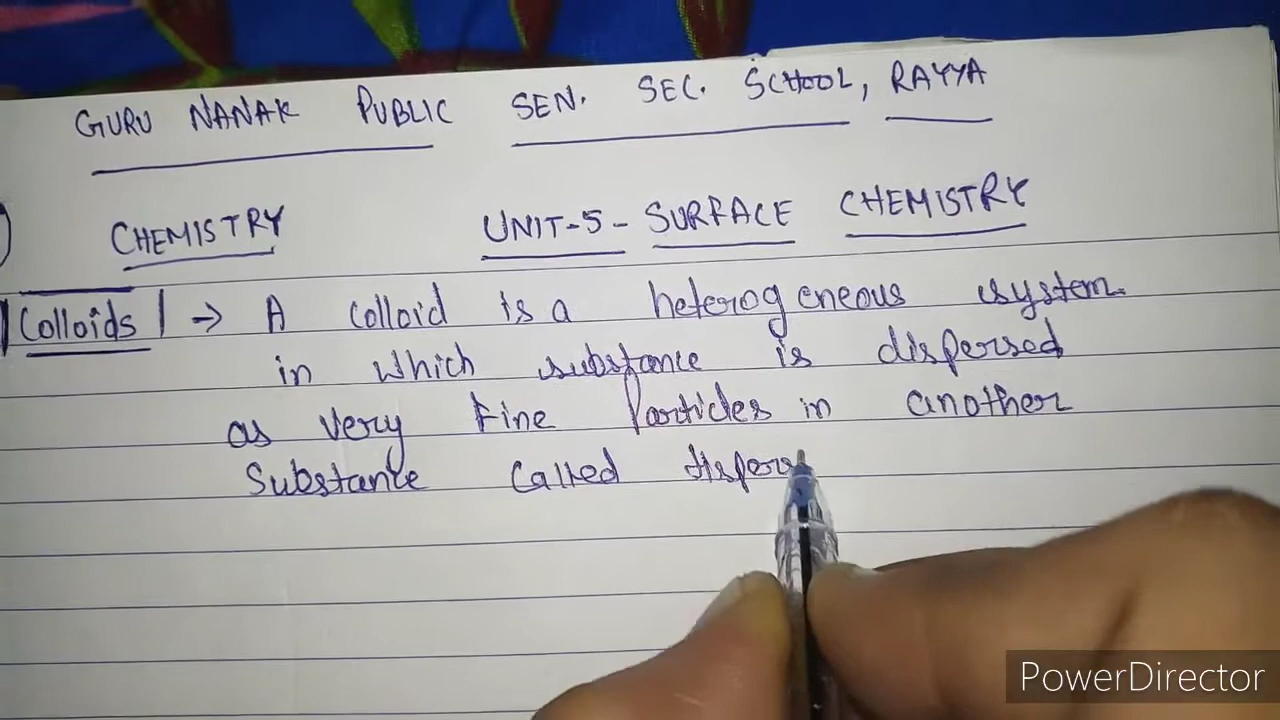 GURU NANAK PUBLIC SEN. SEC. SCHOOL, RAYYA
CHEMISTRY UNIT-5- SURFACE CHEMISTRY
Colloids → A colloid is a heterogeneous system.
in which substance is dispersed
as very Fine Particles in another
Substance Called dispers
PowerDirector